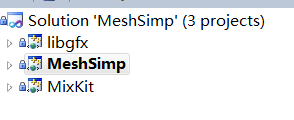 Solution 'MeshSimp' (3 projects)
libgfx
MeshSimp
MixKit